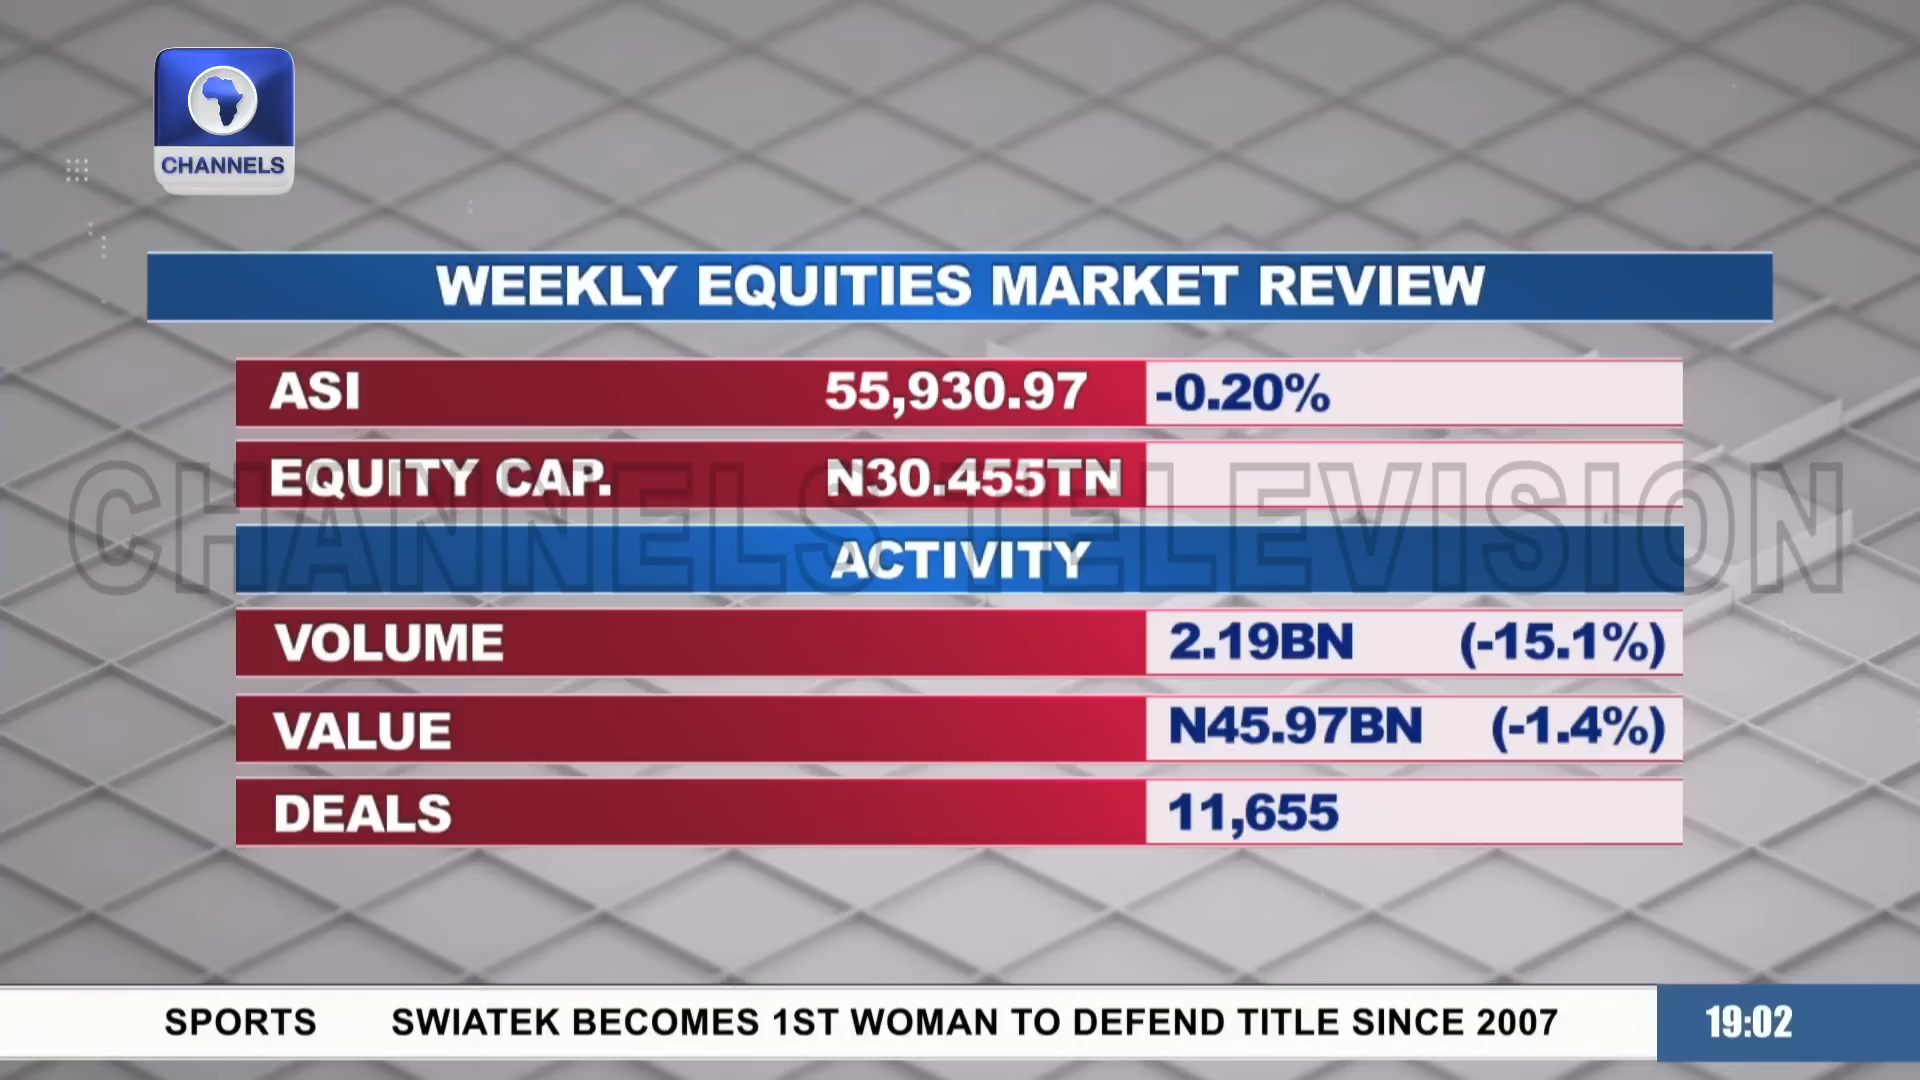 CHANNELS
WEEKLY EQUITIES MARKET REVIEW
ASI 55,930.97 -0.20%
EQUITY CAP. N30.455TN
CHANNELS TELEVISION
ACTIVITY
VOLUME 2.19BN (-15.1%)
VALUE N45.97BN (-1.4%)
DEALS 11,655
SPORTS SWIATEK BECOMES 1ST WOMAN TO DEFEND TITLE SINCE 2007 19:02